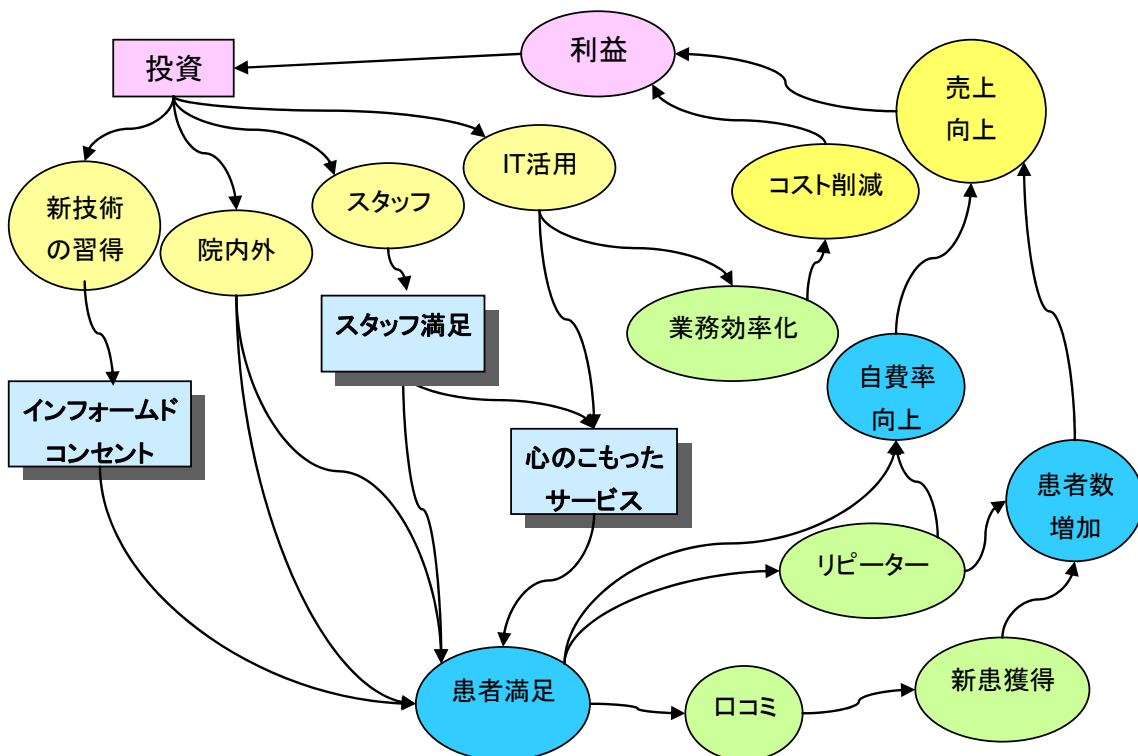 投資
利益
売上
向上
IT活用
コスト削減
新技術
の習得
スタッフ
院内外
スタッフ満足
業務効率化
自費率
向上
インフォームド
コンセント
心のこもった
サービス
患者数
増加
リピーター
患者満足
口コミ
新患獲得